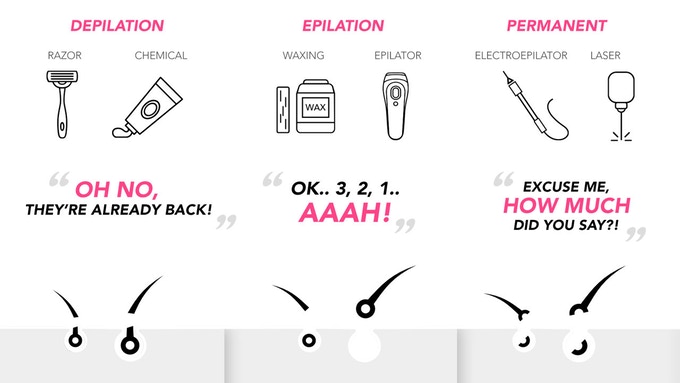 DEPILATION
RAZOR
CHEMICAL
“OH NO,
THEY'RE ALREADY BACK!”
EPILATION
WAXING
EPILATOR
WAX
“OK.. 3, 2, 1..
AAAH!”
PERMANENT
ELECTROEPILATOR
LASER
“EXCUSE ME,
HOW MUCH
DID YOU SAY?!”